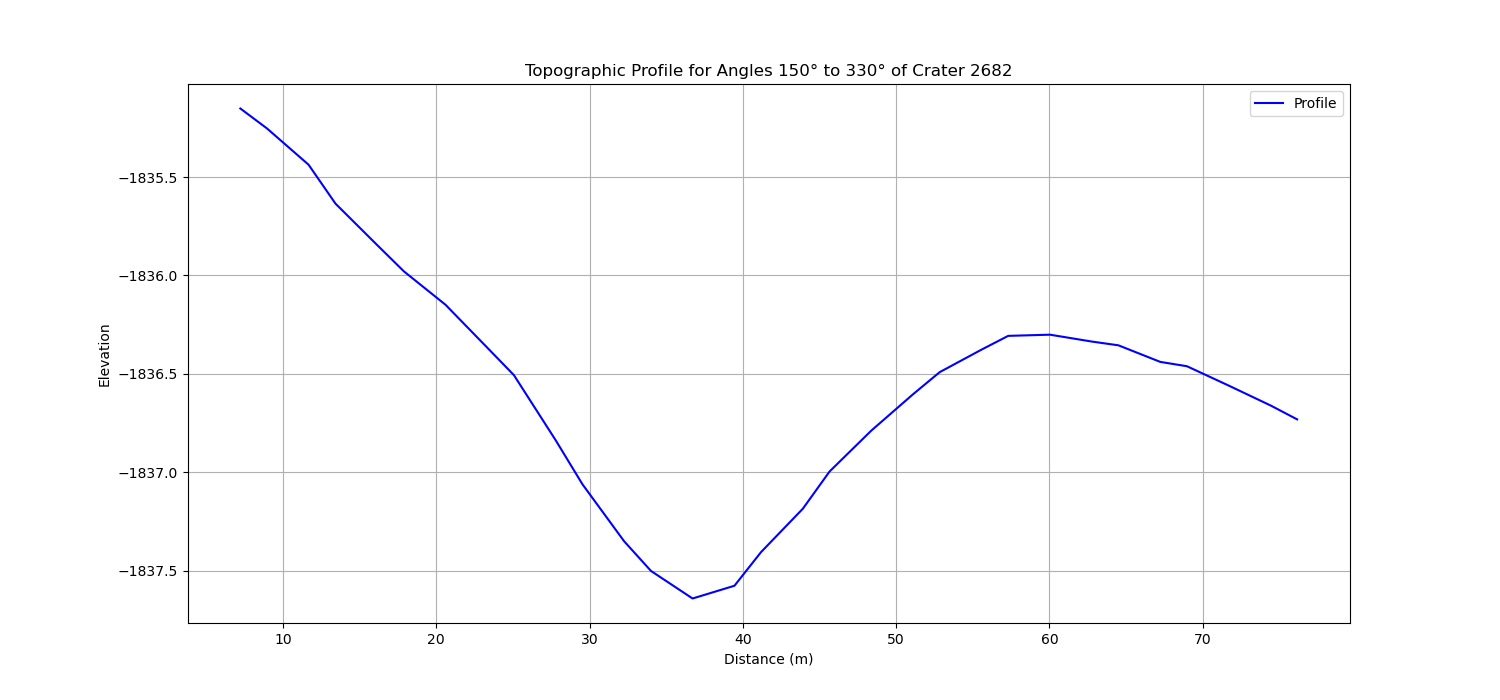 Topographic Profile for Angles 150° to 330° of Crater 2682
Profile
−1835.5
−1836.0
−1836.5
−1837.0
−1837.5
Elevation
10 20 30 40 50 60 70
Distance (m)